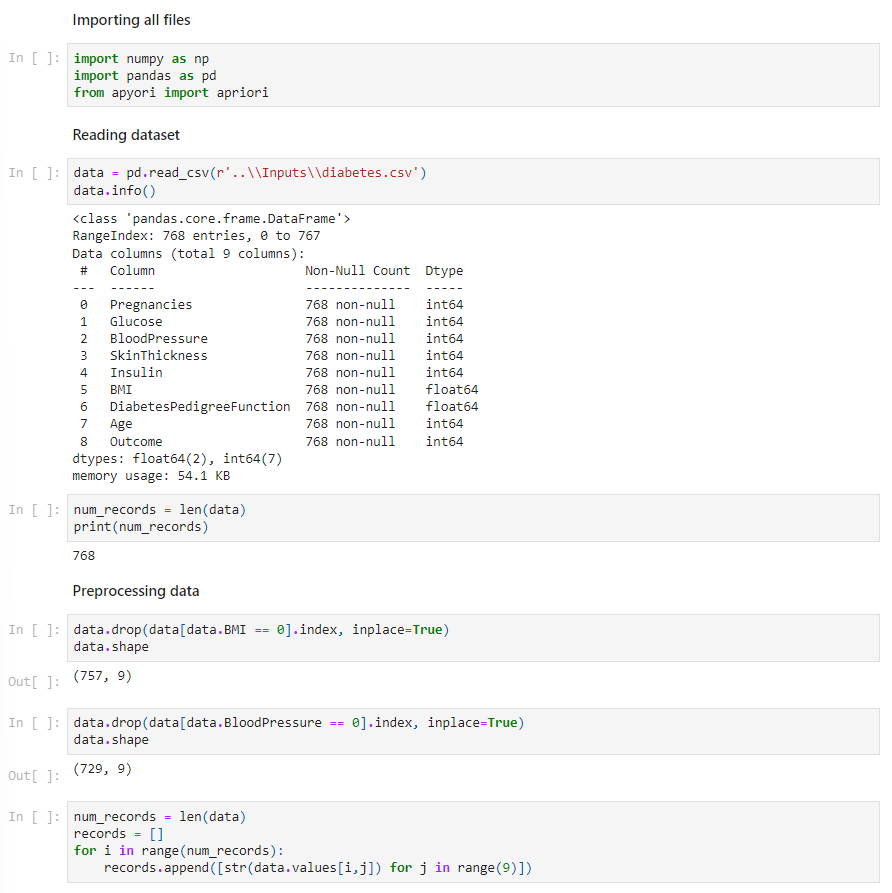 Importing all files
In [ ]: import numpy as np
import pandas as pd
from apyori import apriori
Reading dataset
In [ ]: data = pd.read_csv(r'..\\Inputs\\diabetes.csv')
data.info()
<class 'pandas.core.frame.DataFrame'>
RangeIndex: 768 entries, 0 to 767
Data columns (total 9 columns):
 #   Column                    Non-Null Count  Dtype
---  ------                    --------------  -----
 0   Pregnancies               768 non-null    int64
 1   Glucose                   768 non-null    int64
 2   BloodPressure             768 non-null    int64
 3   SkinThickness             768 non-null    int64
 4   Insulin                   768 non-null    int64
 5   BMI                       768 non-null    float64
 6   DiabetesPedigreeFunction  768 non-null    float64
 7   Age                       768 non-null    int64
 8   Outcome                   768 non-null    int64
dtypes: float64(2), int64(7)
memory usage: 54.1 KB
In [ ]: num_records = len(data)
print(num_records)
768
Preprocessing data
In [ ]: data.drop(data[data.BMI == 0].index, inplace=True)
data.shape
Out[ ]: (757, 9)
In [ ]: data.drop(data[data.BloodPressure == 0].index, inplace=True)
data.shape
Out[ ]: (729, 9)
In [ ]: num_records = len(data)
records = []
for i in range(num_records):
    records.append([str(data.values[i,j]) for j in range(9)])